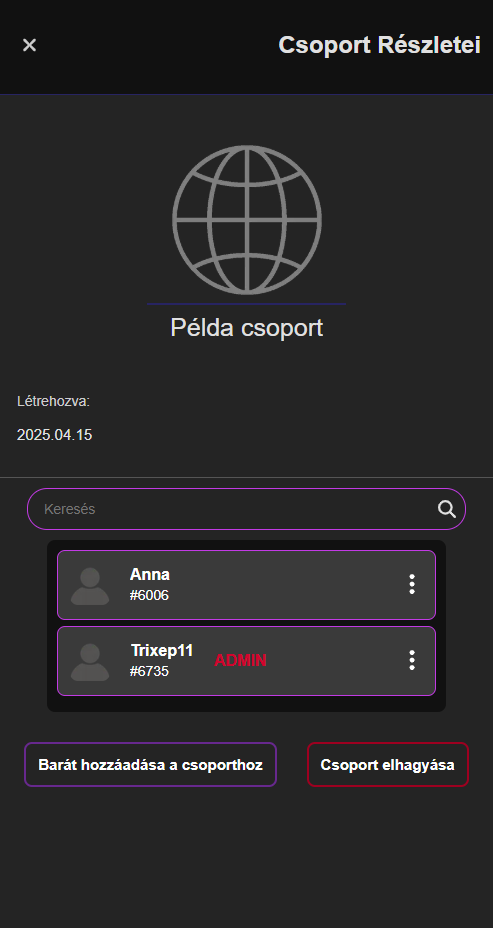 Csoport Részletei
Példa csoport
Létrehozva:
2025.04.15
Keresés
Anna
#6006
Trixep11
ADMIN
#6735
Barát hozzáadása a csoporthoz
Csoport elhagyása